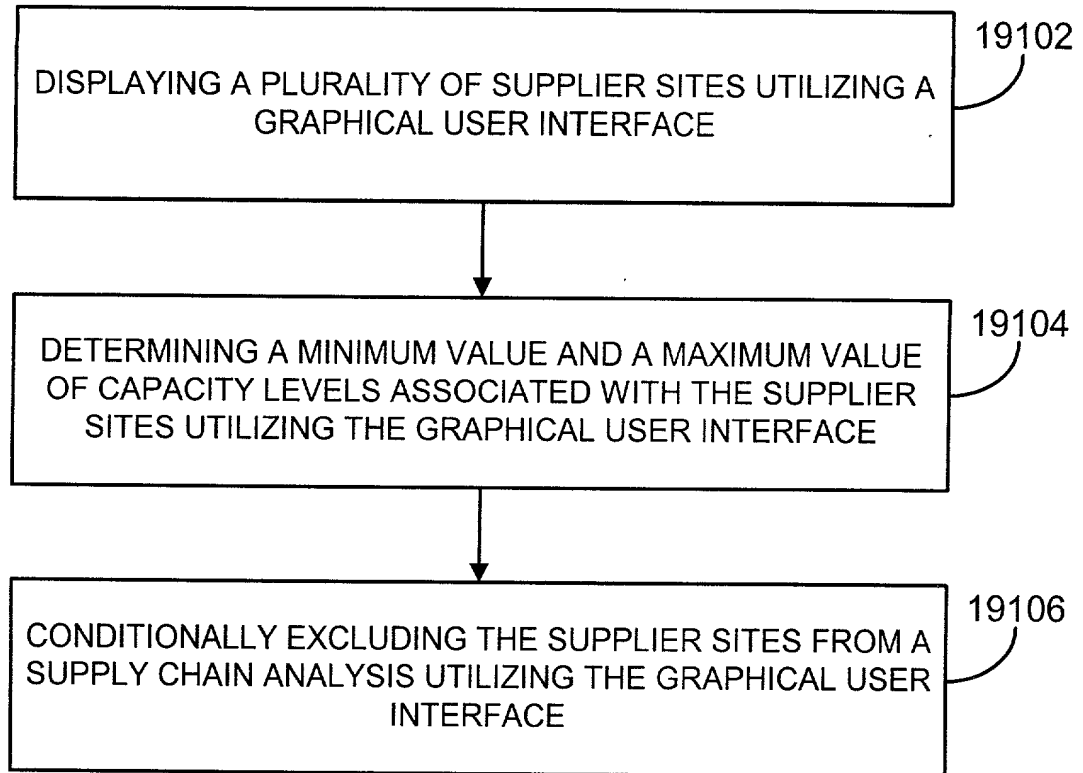 19102
DISPLAYING A PLURALITY OF SUPPLIER SITES UTILIZING A
GRAPHICAL USER INTERFACE
19104
DETERMINING A MINIMUM VALUE AND A MAXIMUM VALUE
OF CAPACITY LEVELS ASSOCIATED WITH THE SUPPLIER
SITES UTILIZING THE GRAPHICAL USER INTERFACE
19106
CONDITIONALLY EXCLUDING THE SUPPLIER SITES FROM A
SUPPLY CHAIN ANALYSIS UTILIZING THE GRAPHICAL USER
INTERFACE